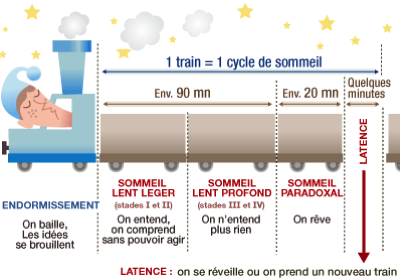 1 train = 1 cycle de sommeil
Env. 90 mn
Env. 20 mn
Quelques
minutes
LATENCE
ENDORMISSEMENT
On baille,
Les idées
se brouillent
SOMMEIL
LENT LEGER
(stades I et II)
On entend,
on comprend
sans pouvoir agir
SOMMEIL
LENT PROFOND
(stades III et IV)
On n'entend
plus rien
SOMMEIL
PARADOXAL
On rêve
LATENCE : on se réveille ou on prend un nouveau train